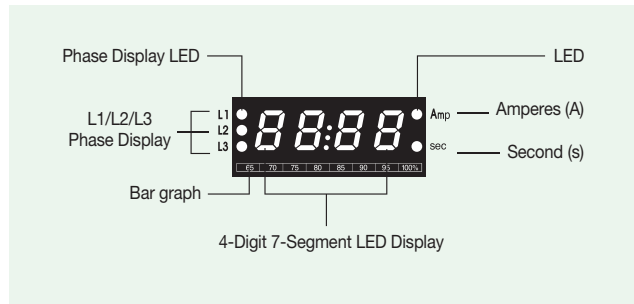 Phase Display LED
LED
L1/L2/L3
Phase Display
L1
L2
L3
88:88
Amp
sec
Amperes (A)
Second (s)
65 70 75 80 85 90 95 100%
Bar graph
4-Digit 7-Segment LED Display